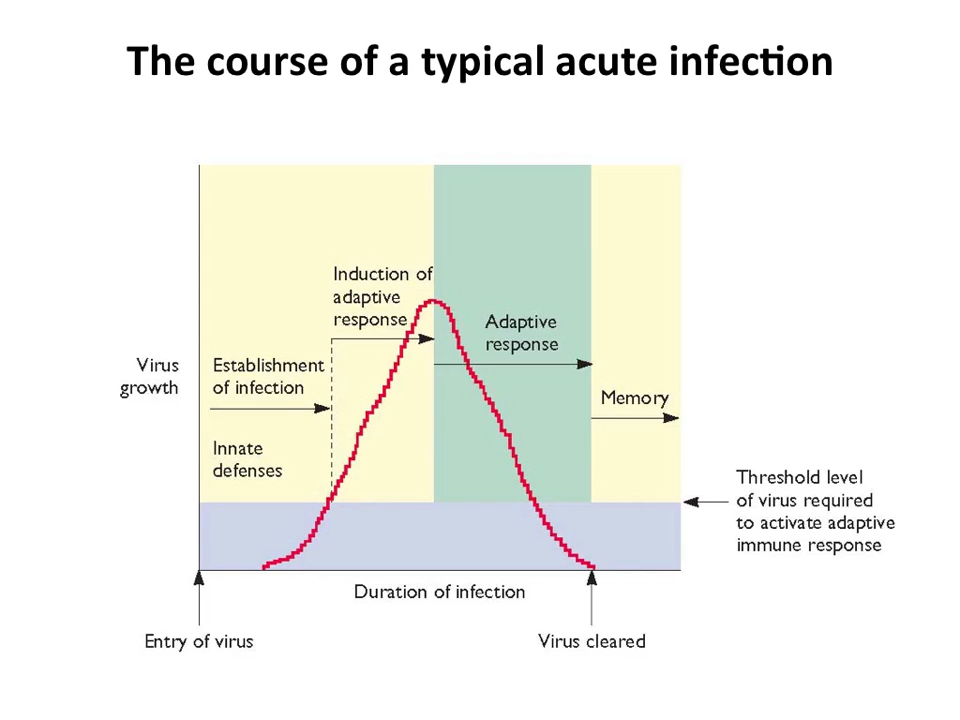 The course of a typical acute infection
Induction of
adaptive
response
Adaptive
response
Virus
growth
Establishment
of infection
Memory
Innate
defenses
Threshold level
of virus required
to activate adaptive
immune response
Duration of infection
Entry of virus
Virus cleared